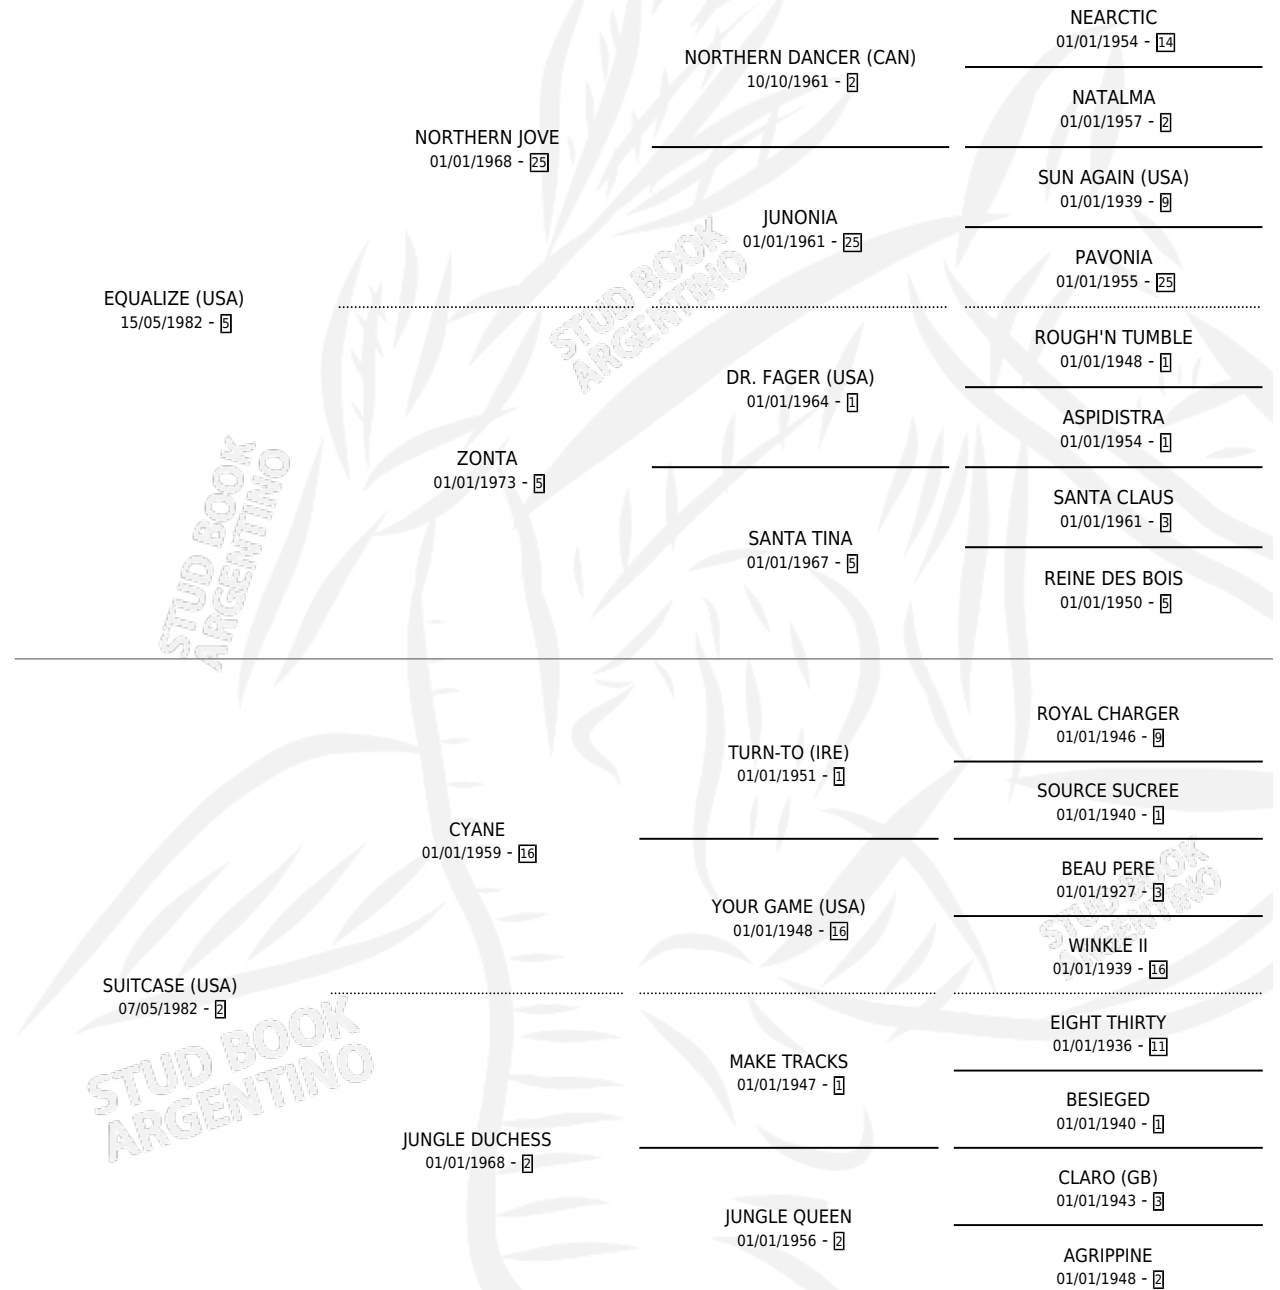 NEARCTIC
01/01/1954 - 14
NORTHERN DANCER (CAN)
10/10/1961 - 2
NATALMA
01/01/1957 - 2
NORTHERN JOVE
01/01/1968 - 25
SUN AGAIN (USA)
01/01/1939 - 9
JUNONIA
01/01/1961 - 25
PAVONIA
01/01/1955 - 25
EQUALIZE (USA)
15/05/1982 - 5
ROUGH'N TUMBLE
01/01/1948 - 1
DR. FAGER (USA)
01/01/1964 - 1
ASPIDISTRA
01/01/1954 - 1
ZONTA
01/01/1973 - 5
SANTA CLAUS
01/01/1961 - 3
SANTA TINA
01/01/1967 - 5
REINE DES BOIS
01/01/1950 - 5
ROYAL CHARGER
01/01/1946 - 9
TURN-TO (IRE)
01/01/1951 - 1
SOURCE SUCREE
01/01/1940 - 1
CYANE
01/01/1959 - 16
BEAU PERE
01/01/1927 - 3
YOUR GAME (USA)
01/01/1948 - 16
WINKLE II
01/01/1939 - 16
SUITCASE (USA)
07/05/1982 - 2
EIGHT THIRTY
01/01/1936 - 11
MAKE TRACKS
01/01/1947 - 1
BESIEGED
01/01/1940 - 1
JUNGLE DUCHESS
01/01/1968 - 2
CLARO (GB)
01/01/1943 - 3
JUNGLE QUEEN
01/01/1956 - 2
AGRIPPINE
01/01/1948 - 2
STUD BOOK
ARGENTINO
STUD BOOK
ARGENTINO
STUD BOOK
ARGENTINO
STUD BOOK
ARGENTINO